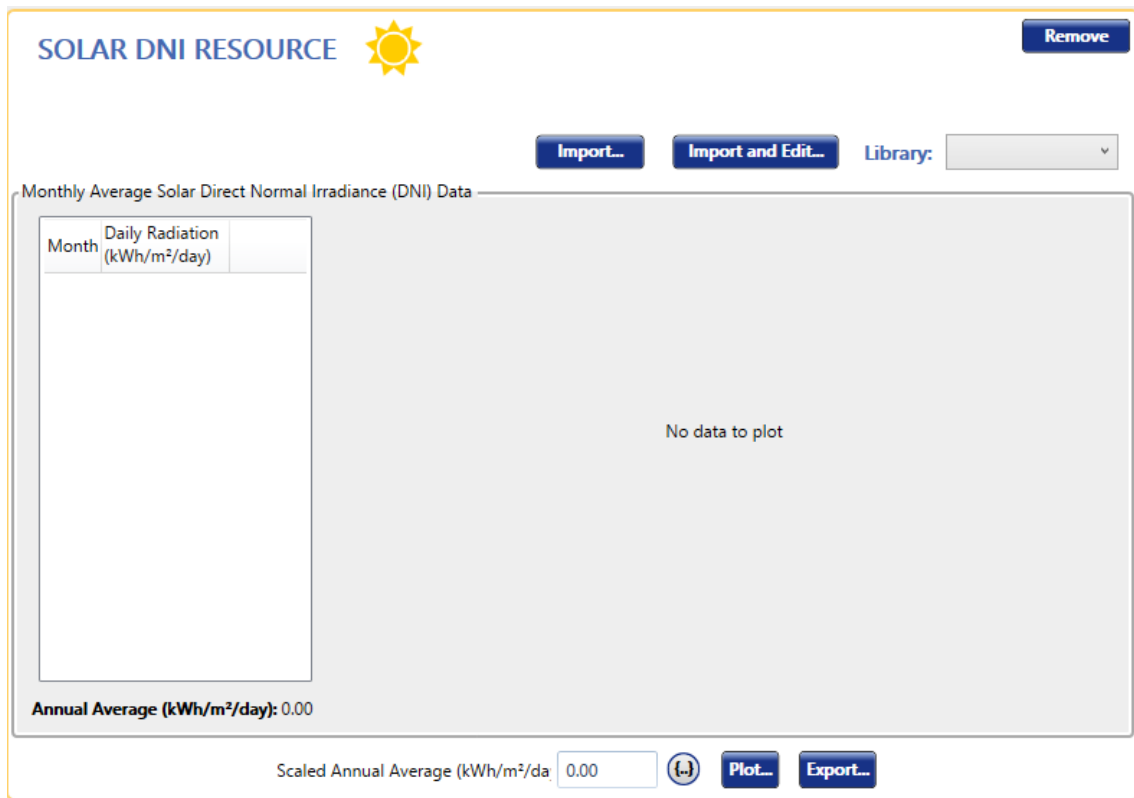 SOLAR DNI RESOURCE
Remove
Import...
Import and Edit...
Library:
Monthly Average Solar Direct Normal Irradiance (DNI) Data
Month
Daily Radiation
(kWh/m²/day)
No data to plot
Annual Average (kWh/m²/day): 0.00
Scaled Annual Average (kWh/m²/da
0.00
{..}
Plot...
Export...